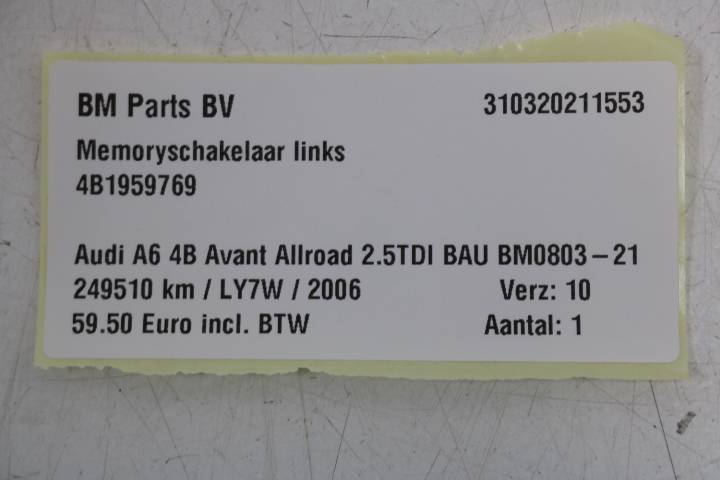 BM Parts BV 310320211553
Memoryschakelaar links
4B1959769
Audi A6 4B Avant Allroad 2.5TDI BAU BM0803-21
249510 km / LY7W / 2006 Verz: 10
59.50 Euro incl. BTW Aantal: 1